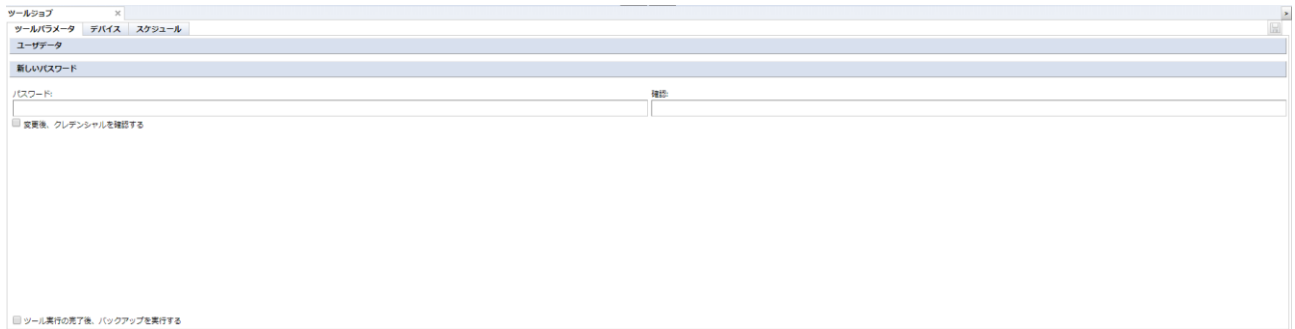 ツールジョブ ×
ツールパラメータ デバイス スケジュール
ユーザデータ
新しいパスワード
パスワード: 確認:
変更後、クレデンシャルを確認する
ツール実行の完了後、バックアップを実行する